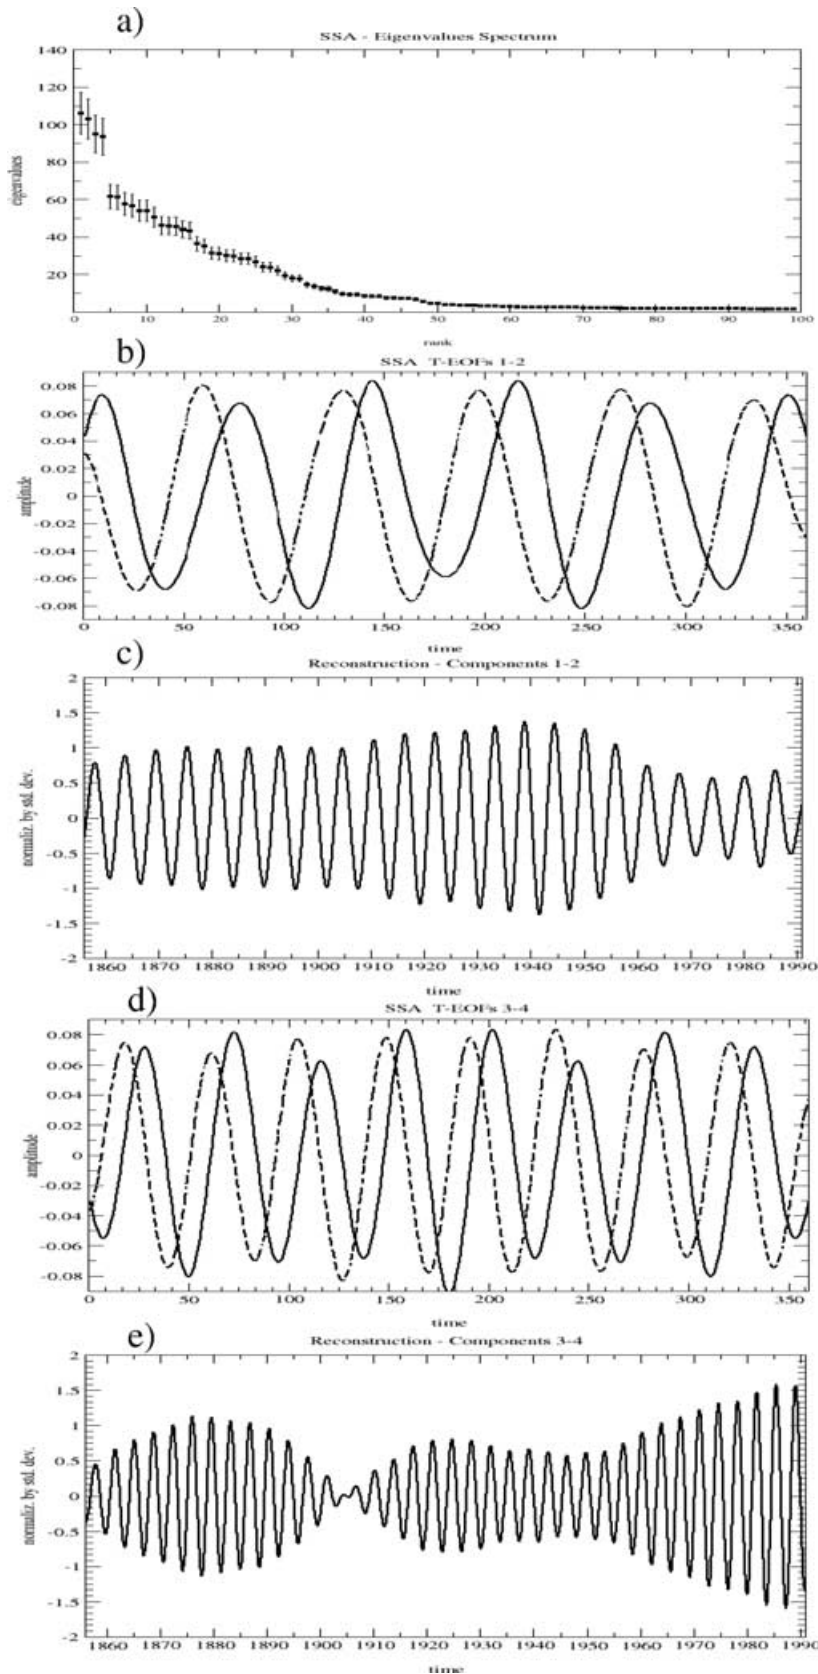 a)
SSA - Eigenvalues Spectrum
140
120
100
80
60
40
20
eigenvalues
0 10 20 30 40 50 60 70 80 90 100
rank
b)
SSA T-EOFs 1-2
0.08
0.06
0.04
0.02
0
-0.02
-0.04
-0.06
-0.08
amplitude
0 50 100 150 200 250 300 350
time
c)
Reconstruction - Components 1-2
2
1.5
1
0.5
0
-0.5
-1
-1.5
-2
normaliz. by std. dev.
1860 1870 1880 1890 1900 1910 1920 1930 1940 1950 1960 1970 1980 1990
time
d)
SSA T-EOFs 3-4
0.08
0.06
0.04
0.02
0
-0.02
-0.04
-0.06
-0.08
amplitude
0 50 100 150 200 250 300 350
time
e)
Reconstruction - Components 3-4
2
1.5
1
0.5
0
-0.5
-1
-1.5
-2
normaliz. by std. dev.
1860 1870 1880 1890 1900 1910 1920 1930 1940 1950 1960 1970 1980 1990
time